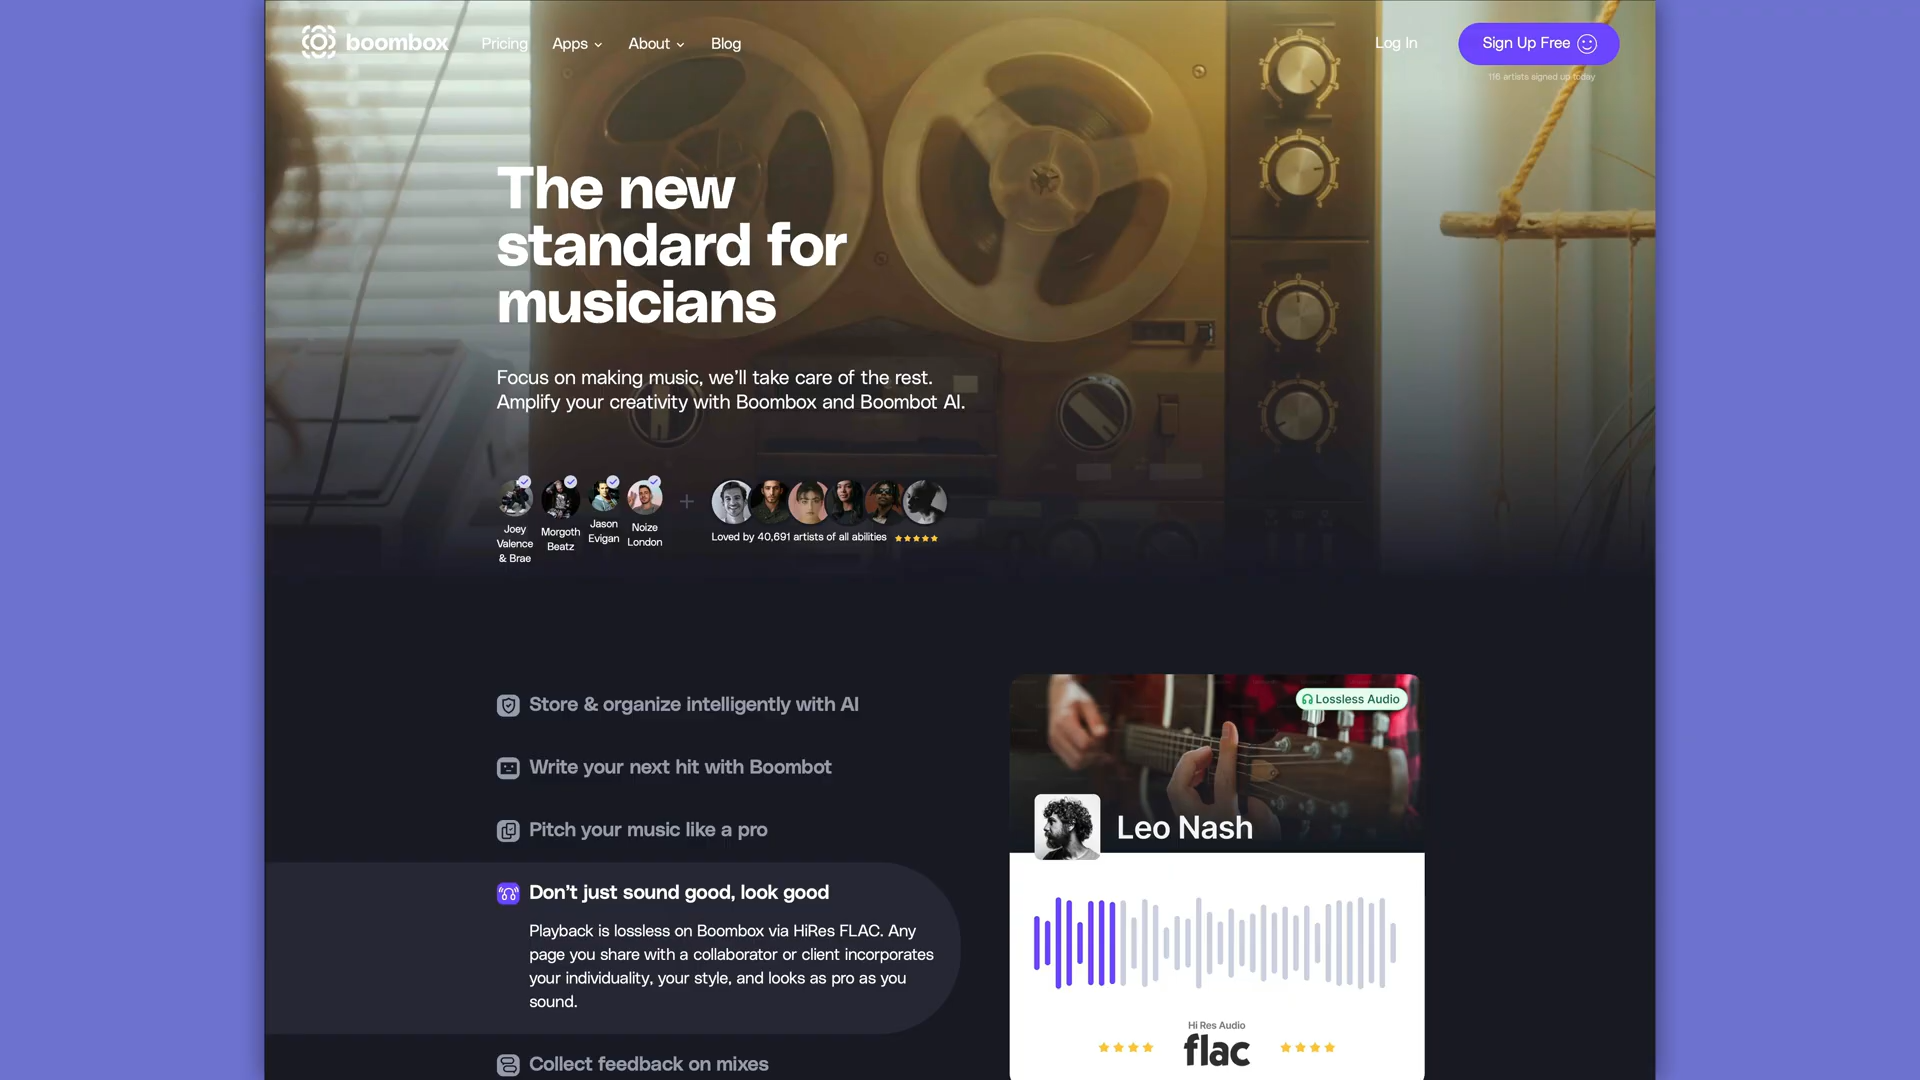 boombox
Pricing
Apps
About
Blog
Log In
Sign Up Free
116 artists signed up today
The new
standard for
musicians
Focus on making music, we'll take care of the rest.
Amplify your creativity with Boombox and Boombot AI.
Joey
Valence
& Brae
Morgoth
Beatz
Jason
Evigan
Noize
London
Loved by 40,691 artists of all abilities
Store & organize intelligently with AI
Write your next hit with Boombot
Pitch your music like a pro
Don't just sound good, look good
Playback is lossless on Boombox via HiRes FLAC. Any
page you share with a collaborator or client incorporates
your individuality, your style, and looks as pro as you
sound.
Collect feedback on mixes
Lossless Audio
Leo Nash
Hi Res Audio
flac